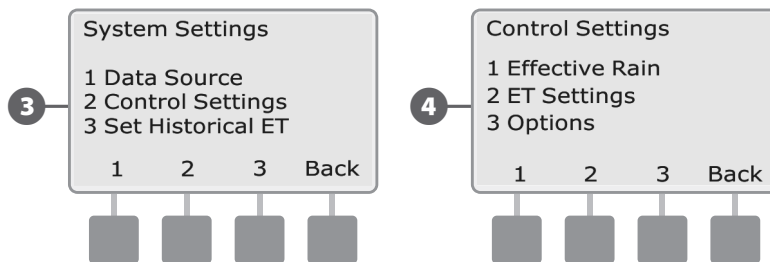 3
System Settings
1 Data Source
2 Control Settings
3 Set Historical ET
1 2 3 Back
4
Control Settings
1 Effective Rain
2 ET Settings
3 Options
1 2 3 Back